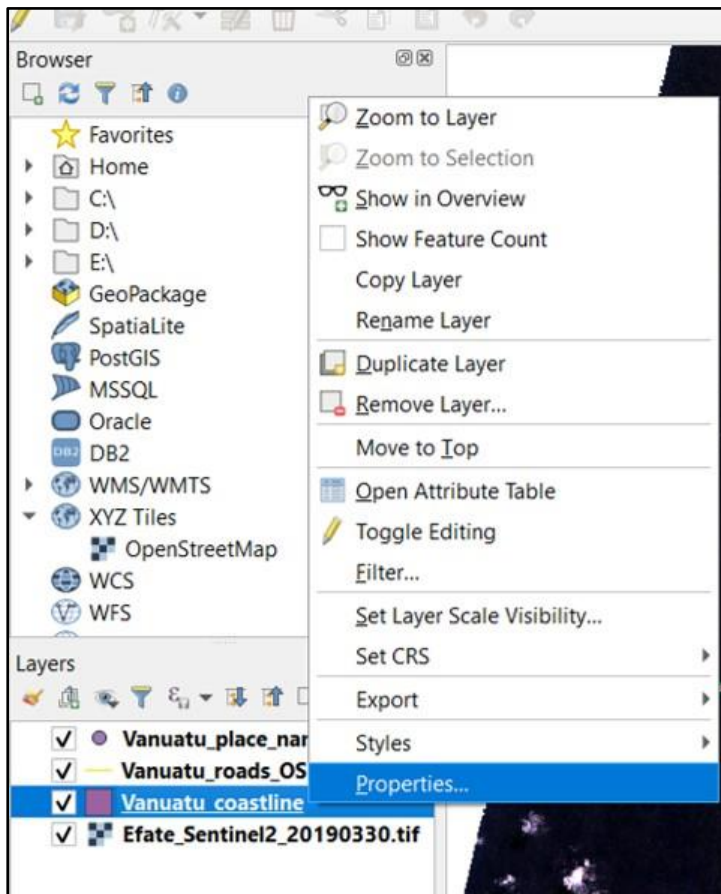 Browser
Favorites
Home
C:\
D:\
E:\
GeoPackage
SpatiaLite
PostGIS
MSSQL
Oracle
DB2
DB2
WMS/WMTS
XYZ Tiles
OpenStreetMap
WCS
WFS
Zoom to Layer
Zoom to Selection
Show in Overview
Show Feature Count
Copy Layer
Rename Layer
Duplicate Layer
Remove Layer...
Move to Top
Open Attribute Table
Toggle Editing
Filter...
Set Layer Scale Visibility...
Set CRS
Export
Styles
Properties...
Layers
Vanuatu_place_nar
Vanuatu_roads_OS
Vanuatu_coastline
Efate_Sentinel2_20190330.tif